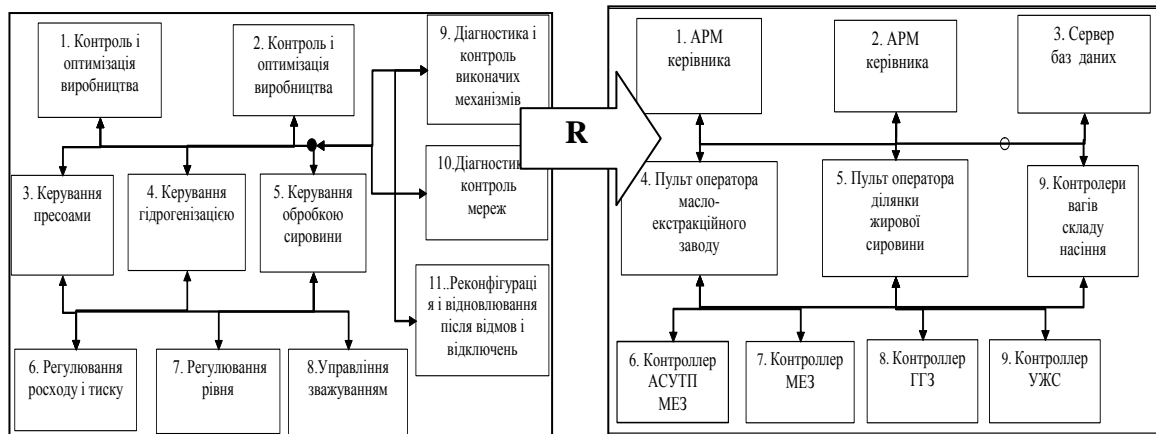 1. Контроль і
оптимізація
виробництва
2. Контроль і
оптимізація
виробництва
9. Діагностика і
контроль
виконачих
механізмів
3. Керування
пресоами
4. Керування
гідрогенізацією
5. Керування
обробкою
сировини
10.Діагностика
контроль
мереж
11..Реконфігураці
я і відновлювання
після відмов і
відключень
6. Регулювання
росходу і тиску
7. Регулювання
рівня
8.Управління
зважуванням
R
1. АРМ
керівника
2. АРМ
керівника
3. Сервер
баз даних
4. Пульт оператора
масло-
екстракційного
заводу
5. Пульт оператора
ділянки
жирової
сировини
9. Контролери
вагів
складу
насіння
6. Контроллер
АСУТП
МЕЗ
7. Контроллер
МЕЗ
8. Контроллер
ГГЗ
9. Контроллер
УЖС